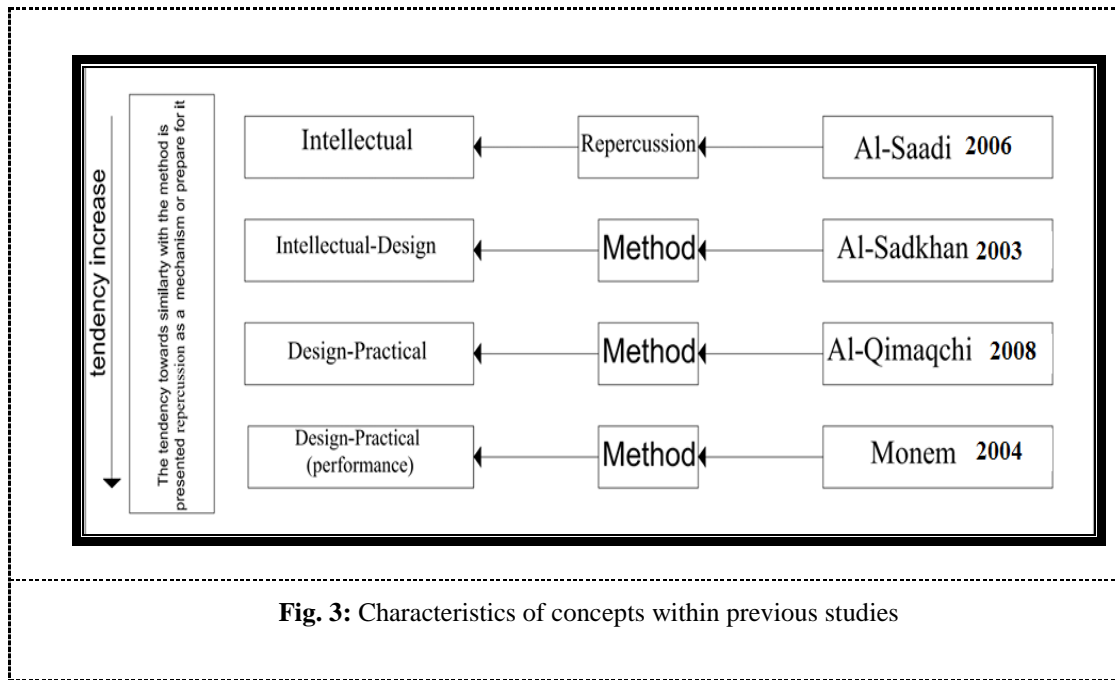 tendency increase
The tendency towards similarty with the method is
presented repercussion as a mechanism or prepare for it
Intellectual
Repercussion
Al-Saadi 2006
Intellectual-Design
Method
Al-Sadkhan 2003
Design-Practical
Method
Al-Qimaqchi 2008
Design-Practical
(performance)
Method
Monem 2004
Fig. 3: Characteristics of concepts within previous studies